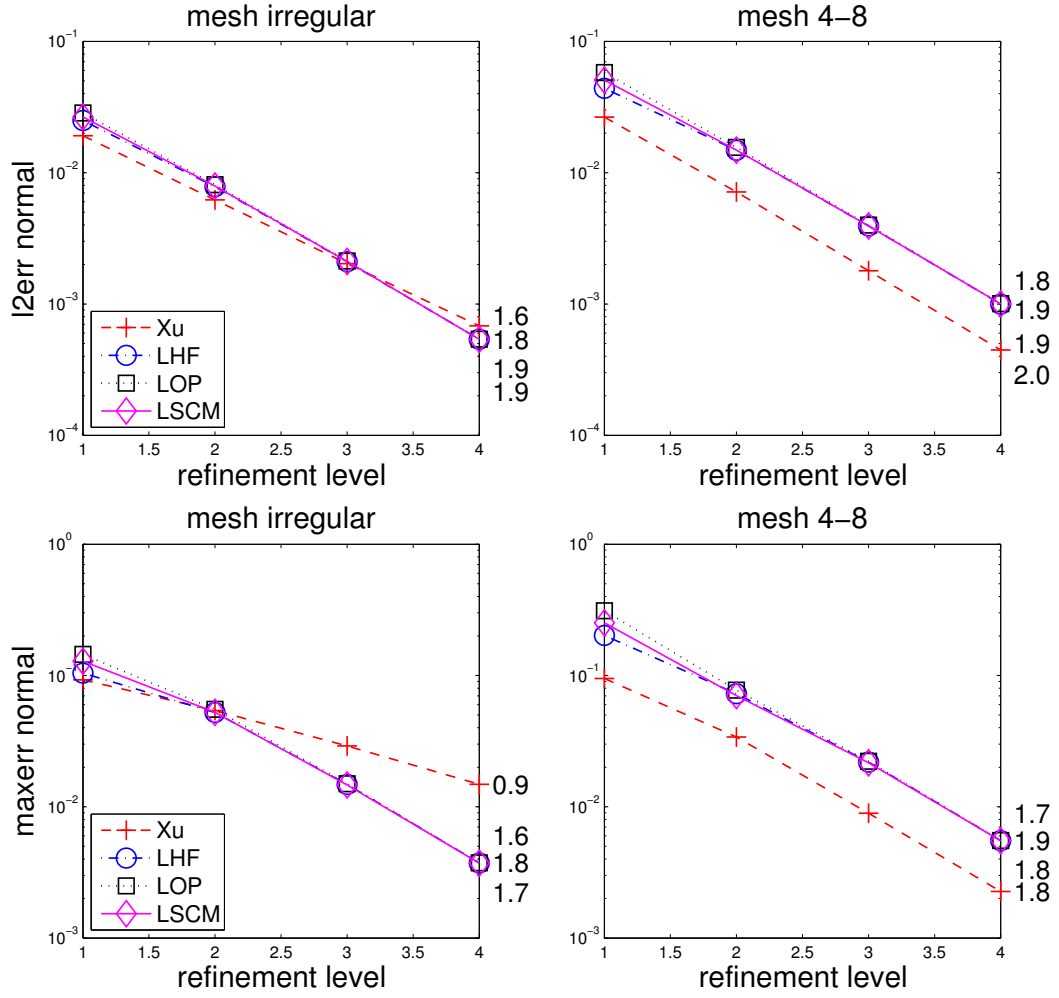 mesh irregular
10⁻¹
10⁻²
10⁻³
10⁻⁴
l2err normal
Xu
LHF
LOP
LSCM
1.6
1.8
1.9
1.9
1 1.5 2 2.5 3 3.5 4
refinement level
mesh 4−8
10⁻¹
10⁻²
10⁻³
10⁻⁴
1.8
1.9
1.9
2.0
1 1.5 2 2.5 3 3.5 4
refinement level
mesh irregular
10⁰
10⁻¹
10⁻²
10⁻³
maxerr normal
Xu
LHF
LOP
LSCM
0.9
1.6
1.8
1.7
1 1.5 2 2.5 3 3.5 4
refinement level
mesh 4−8
10⁰
10⁻¹
10⁻²
10⁻³
1.7
1.9
1.8
1.8
1 1.5 2 2.5 3 3.5 4
refinement level